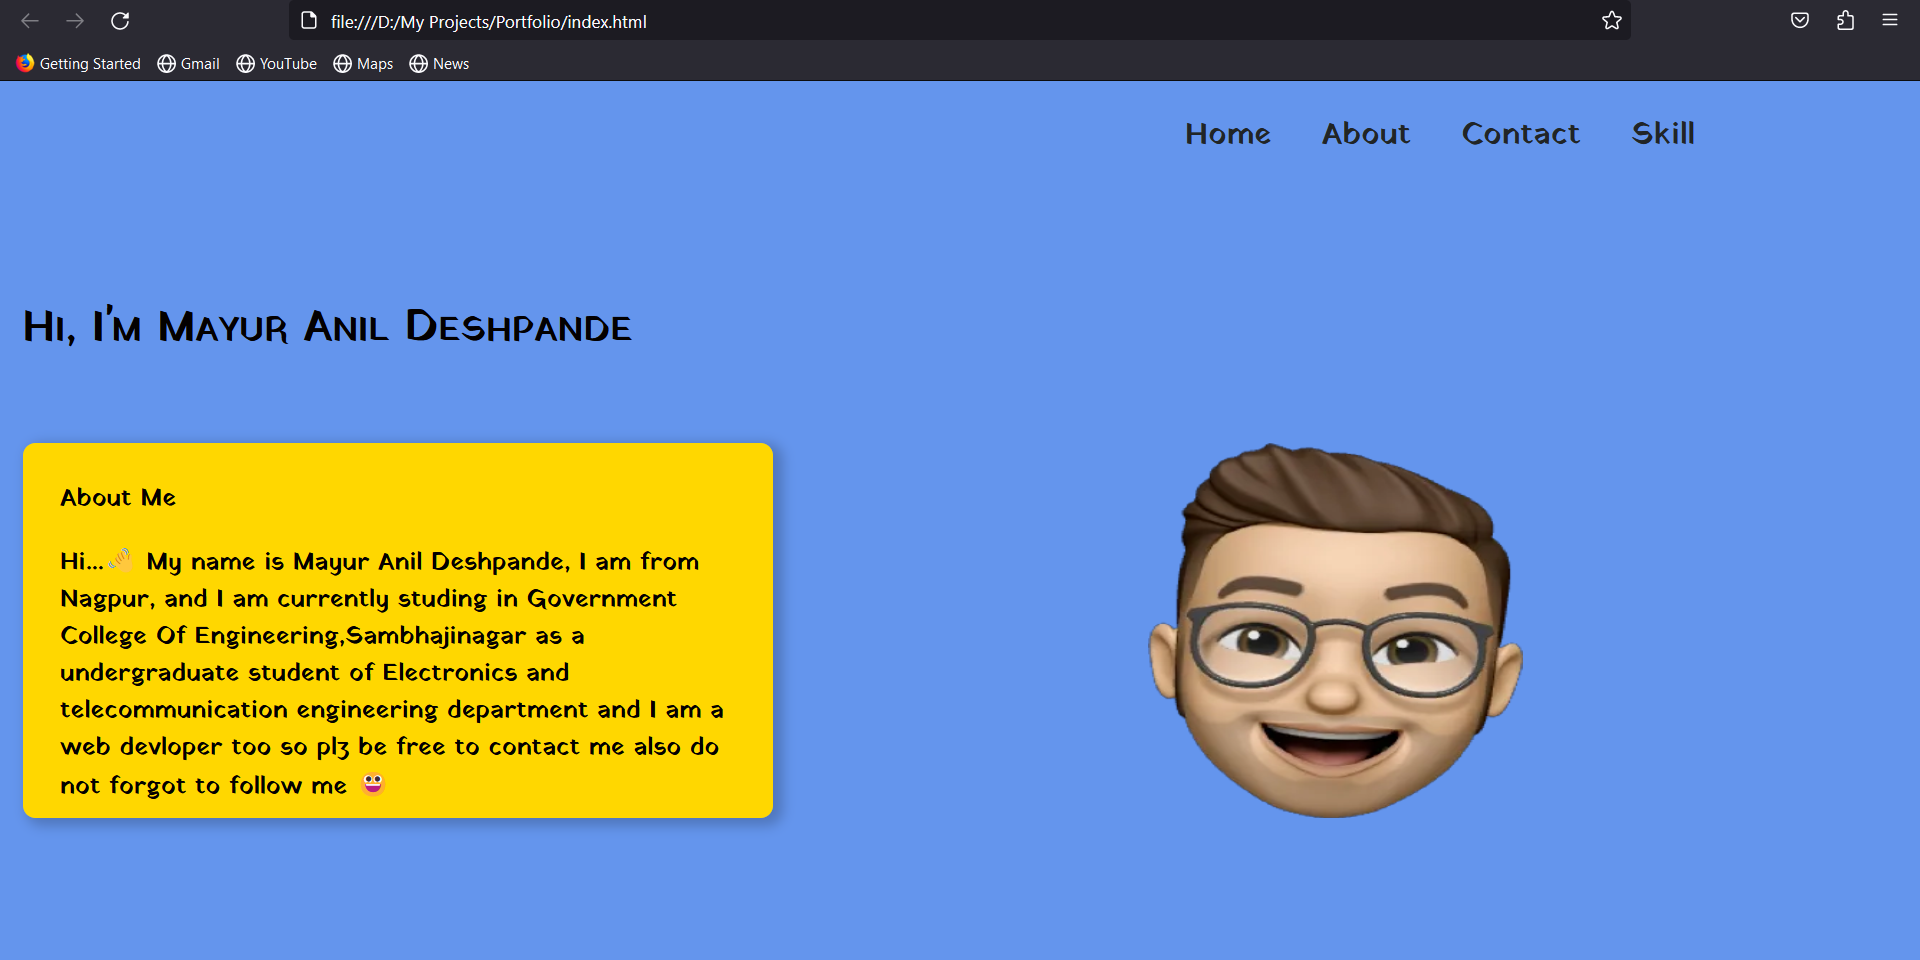 file:///D:/My Projects/Portfolio/index.html
Getting Started Gmail YouTube Maps News
Home About Contact Skill
Hi, I'm Mayur Anil Deshpande
About Me
Hi...👋 My name is Mayur Anil Deshpande, I am from
Nagpur, and I am currently studing in Government
College Of Engineering,Sambhajinagar as a
undergraduate student of Electronics and
telecommunication engineering department and I am a
web devloper too so plz be free to contact me also do
not forgot to follow me 😀